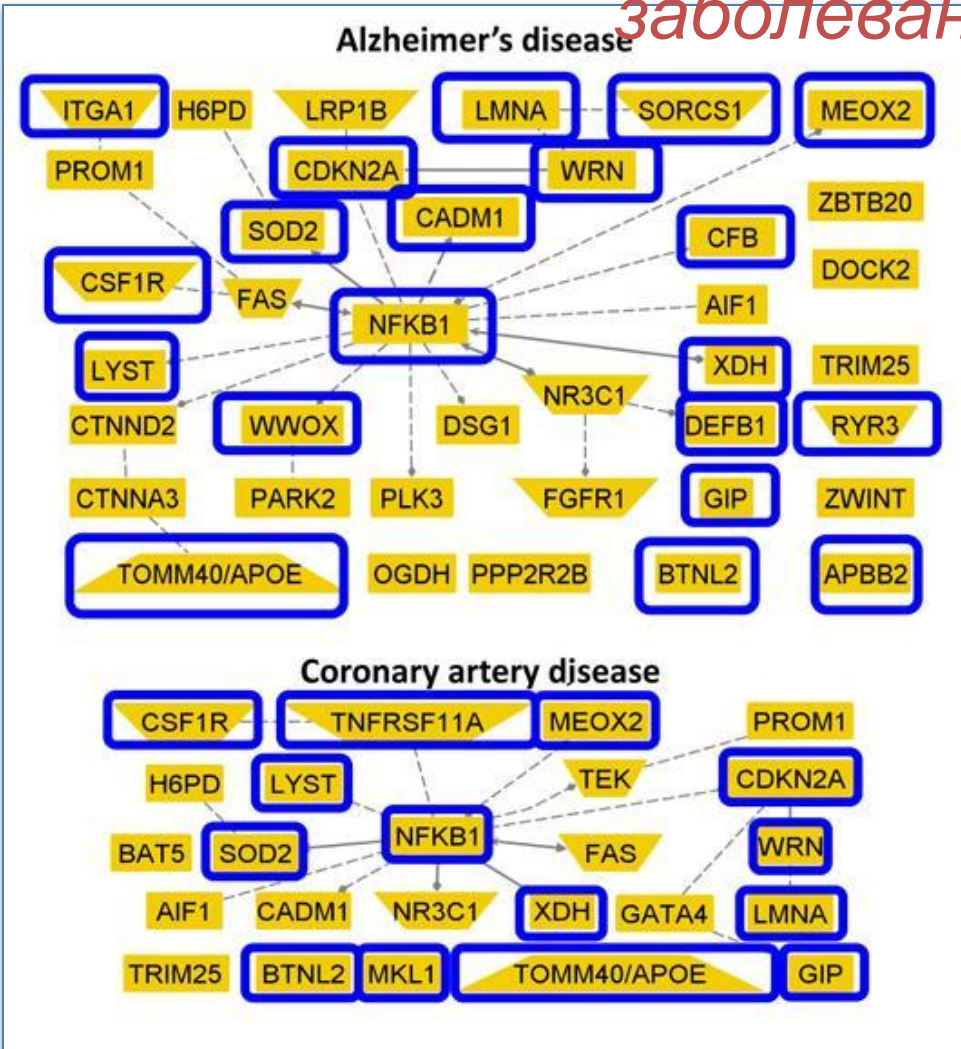 заболеван
Alzheimer's disease
ITGA1 H6PD LRP1B LMNA SORCS1 MEOX2
PROM1 CDKN2A WRN
ZBTB20
SOD2 CADM1 CFB
CSF1R FAS DOCK2
NFKB1 AIF1
LYST XDH TRIM25
NR3C1
CTNND2 WWOX DSG1 DEFB1 RYR3
CTNNA3 PARK2 PLK3 FGFR1 GIP ZWINT
TOMM40/APOE OGDH PPP2R2B BTNL2 APBB2
Coronary artery disease
CSF1R TNFRSF11A MEOX2 PROM1
H6PD LYST TEK CDKN2A
BAT5 SOD2 NFKB1 FAS WRN
AIF1 CADM1 NR3C1 XDH GATA4 LMNA
TRIM25 BTNL2 MKL1 TOMM40/APOE GIP